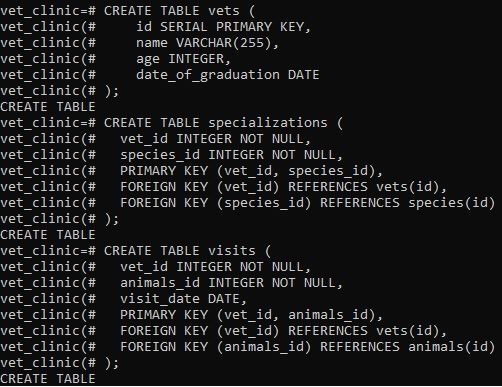 vet_clinic=# CREATE TABLE vets (
vet_clinic(#     id SERIAL PRIMARY KEY,
vet_clinic(#     name VARCHAR(255),
vet_clinic(#     age INTEGER,
vet_clinic(#     date_of_graduation DATE
vet_clinic(# );
CREATE TABLE
vet_clinic=# CREATE TABLE specializations (
vet_clinic(#   vet_id INTEGER NOT NULL,
vet_clinic(#   species_id INTEGER NOT NULL,
vet_clinic(#   PRIMARY KEY (vet_id, species_id),
vet_clinic(#   FOREIGN KEY (vet_id) REFERENCES vets(id),
vet_clinic(#   FOREIGN KEY (species_id) REFERENCES species(id)
vet_clinic(# );
CREATE TABLE
vet_clinic=# CREATE TABLE visits (
vet_clinic(#   vet_id INTEGER NOT NULL,
vet_clinic(#   animals_id INTEGER NOT NULL,
vet_clinic(#   visit_date DATE,
vet_clinic(#   PRIMARY KEY (vet_id, animals_id),
vet_clinic(#   FOREIGN KEY (vet_id) REFERENCES vets(id),
vet_clinic(#   FOREIGN KEY (animals_id) REFERENCES animals(id)
vet_clinic(# );
CREATE TABLE